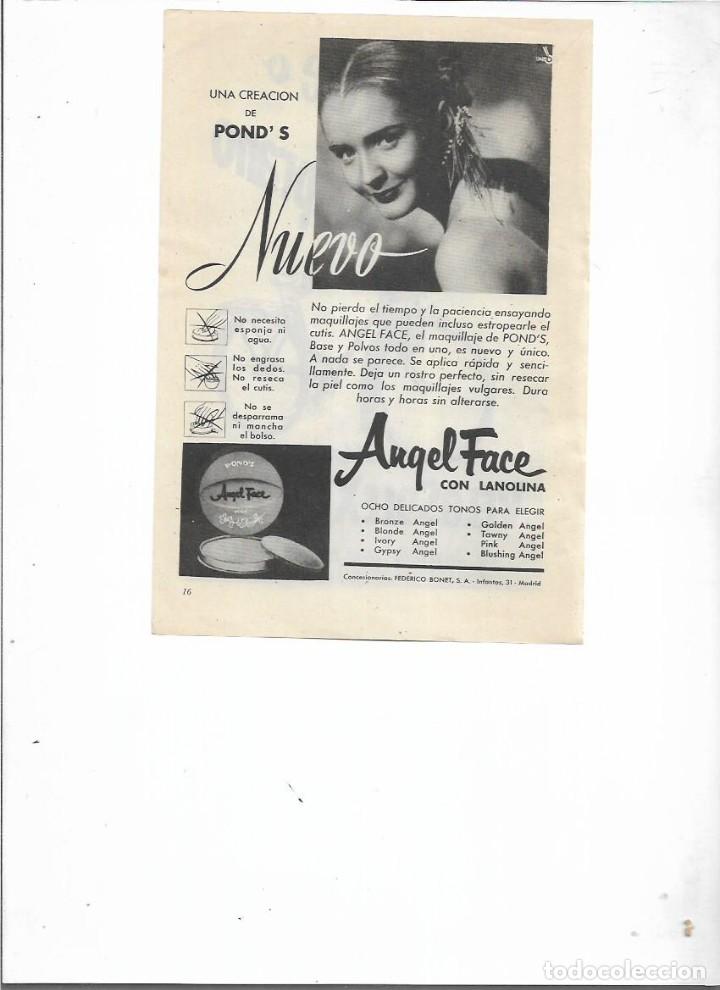 UNA CREACION
DE
POND'S
Nuevo
No necesita
esponja ni
agua.
No engrasa
los dedos.
No reseca
el cutis.
No se
desparrama
ni mancha
el bolso.
No pierda el tiempo y la paciencia ensayando
maquillajes que pueden incluso estropearle el
cutis. ANGEL FACE, el maquillaje de POND'S,
Base y Polvos todo en uno, es nuevo y único.
A nada se parece. Se aplica rápida y senci-
llamente. Deja un rostro perfecto, sin resecar
la piel como los maquillajes vulgares. Dura
horas y horas sin alterarse.
POND'S
Angel Face
Angel Face
CON LANOLINA
OCHO DELICADOS TONOS PARA ELEGIR
• Bronze Angel
• Blonde Angel
• Ivory Angel
• Gypsy Angel
• Golden Angel
• Tawny Angel
Pink Angel
• Blushing Angel
Concesionarios: FEDERICO BONET, S. A. - Infantas, 31 - Madrid
16
todocoleccion